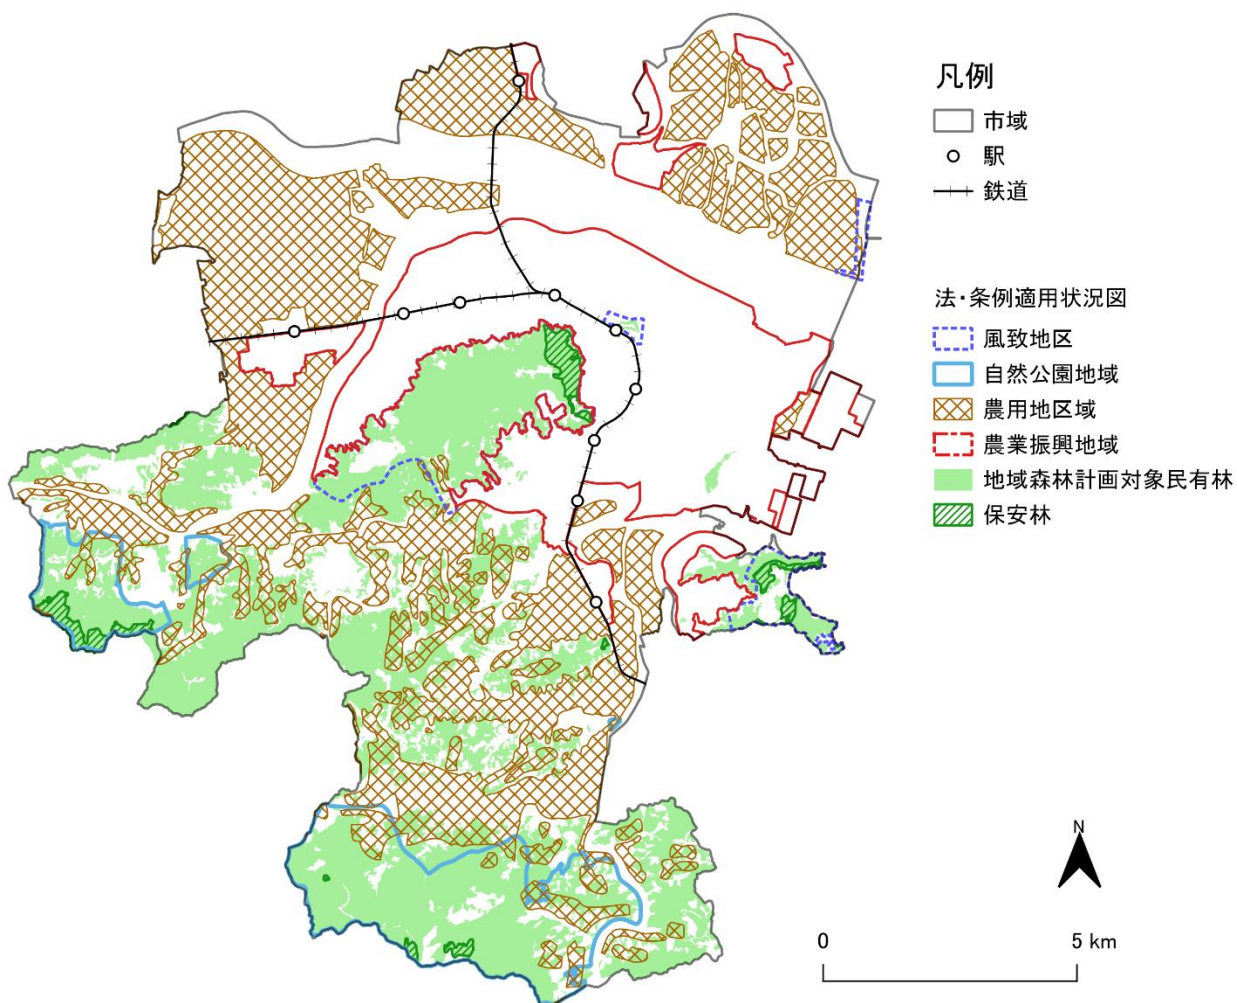 凡例
市域
駅
鉄道
法・条例適用状況図
風致地区
自然公園地域
農用地区域
農業振興地域
地域森林計画対象民有林
保安林
N
0 5 km